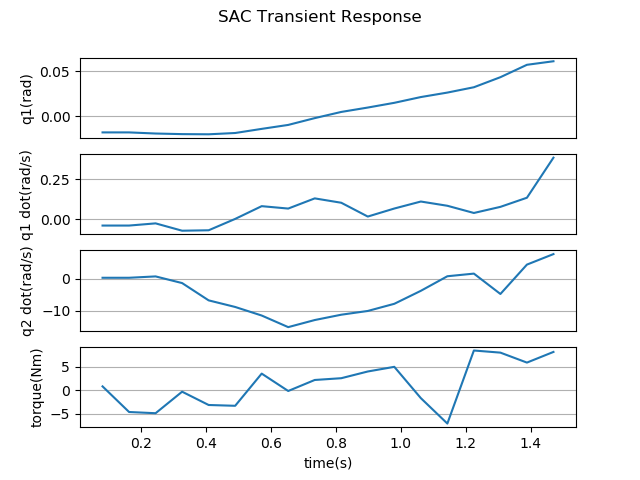 SAC Transient Response
q1(rad)
0.05
0.00
q1 dot(rad/s)
0.25
0.00
q2 dot(rad/s)
0
−10
torque(Nm)
5
0
−5
0.2 0.4 0.6 0.8 1.0 1.2 1.4
time(s)